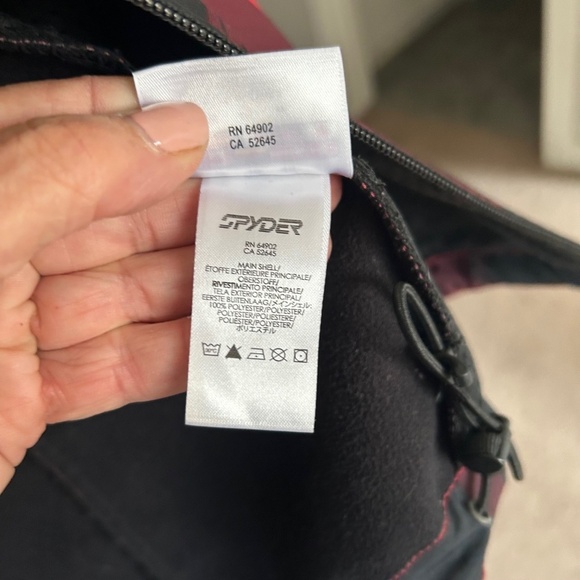 RN 64902
CA 52645
SPYDER
RN 64902
CA 52645
MAIN SHELL/
ÉTOFFE EXTÉRIEURE PRINCIPALE/
OBERSTOFF/
RIVESTIMENTO PRINCIPALE/
TELA EXTERIOR PRINCIPAL/
EERSTE BUITENLAAG/メインシェル:
100% POLYESTER/POLYESTER/
POLYESTER/POLIESTERE/
POLIÉSTER/POLYESTER/
ポリエステル
30°C